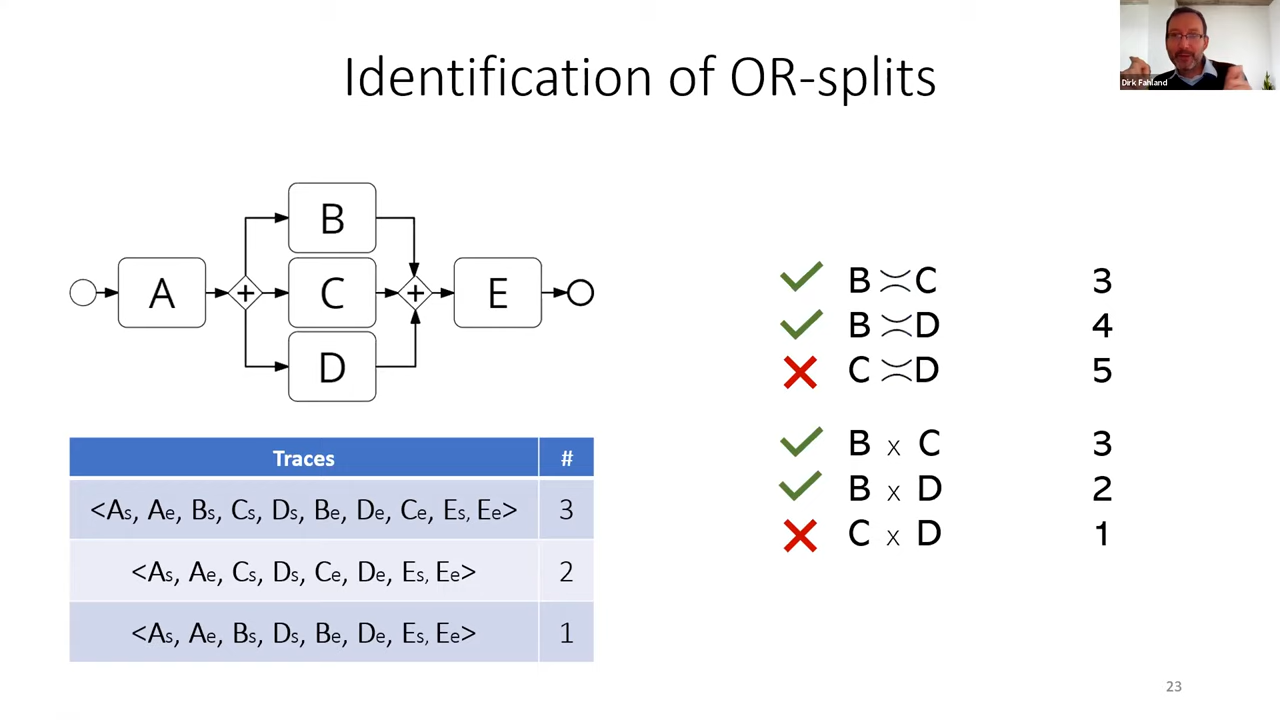 Dirk Fahland
Identification of OR-splits
A
+
B
C
D
+
E
Traces #
<As, Ae, Bs, Cs, Ds, Be, De, Ce, Es, Ee> 3
<As, Ae, Cs, Ds, Ce, De, Es, Ee> 2
<As, Ae, Bs, Ds, Be, De, Es, Ee> 1
✓ B ≍ C 3
✓ B ≍ D 4
✗ C ≍ D 5
✓ B x C 3
✓ B x D 2
✗ C x D 1
23